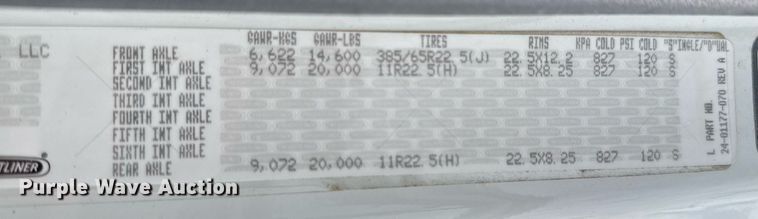 LLC
GAWR-KGS GAWR-LBS TIRES RIMS KPA COLD PSI COLD "S"INGLE/"D"UAL
FRONT AXLE 6,622 14,600 385/65R22.5(J) 22.5X12.2 827 120 S
FIRST INT AXLE 9,072 20,000 11R22.5(H) 22.5X8.25 827 120 S
SECOND INT AXLE
THIRD INT AXLE
FOURTH INT AXLE
FIFTH INT AXLE
SIXTH INT AXLE
REAR AXLE 9,072 20,000 11R22.5(H) 22.5X8.25 827 120 S
L PART NO.
24-01177-070 REV A
TLINER
Purple Wave Auction